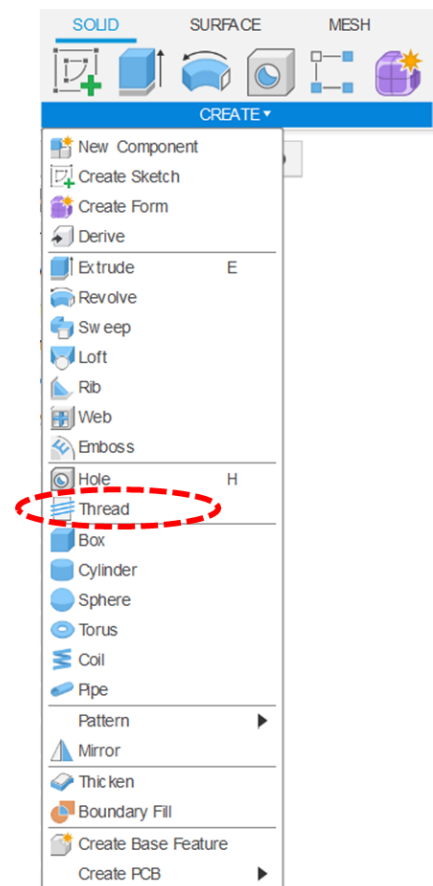 SOLID SURFACE MESH
CREATE ▾
New Component
Create Sketch
Create Form
Derive
Extrude E
Revolve
Sweep
Loft
Rib
Web
Emboss
Hole H
Thread
Box
Cylinder
Sphere
Torus
Coil
Pipe
Pattern
Mirror
Thicken
Boundary Fill
Create Base Feature
Create PCB